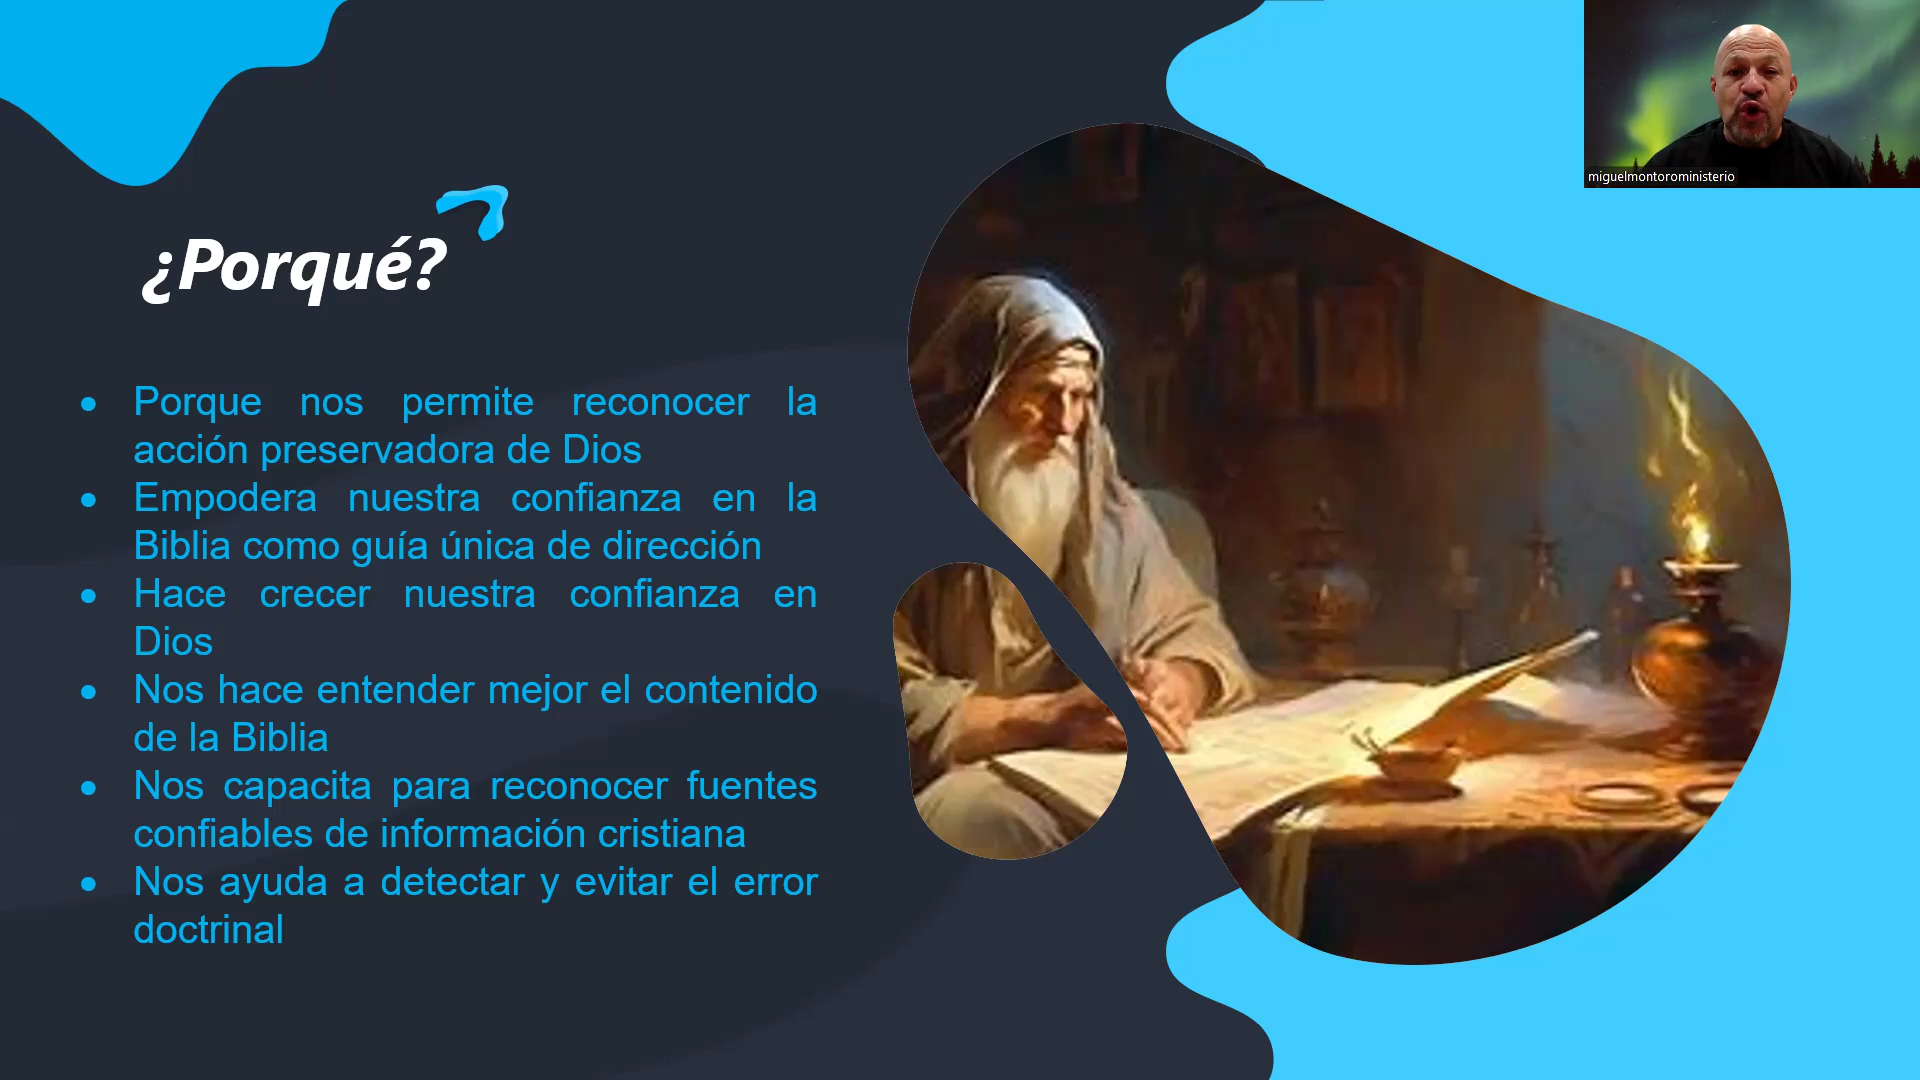 miguelmontoroministerio
¿Porqué?
● Porque nos permite reconocer la
acción preservadora de Dios
● Empodera nuestra confianza en la
Biblia como guía única de dirección
● Hace crecer nuestra confianza en
Dios
● Nos hace entender mejor el contenido
de la Biblia
● Nos capacita para reconocer fuentes
confiables de información cristiana
● Nos ayuda a detectar y evitar el error
doctrinal